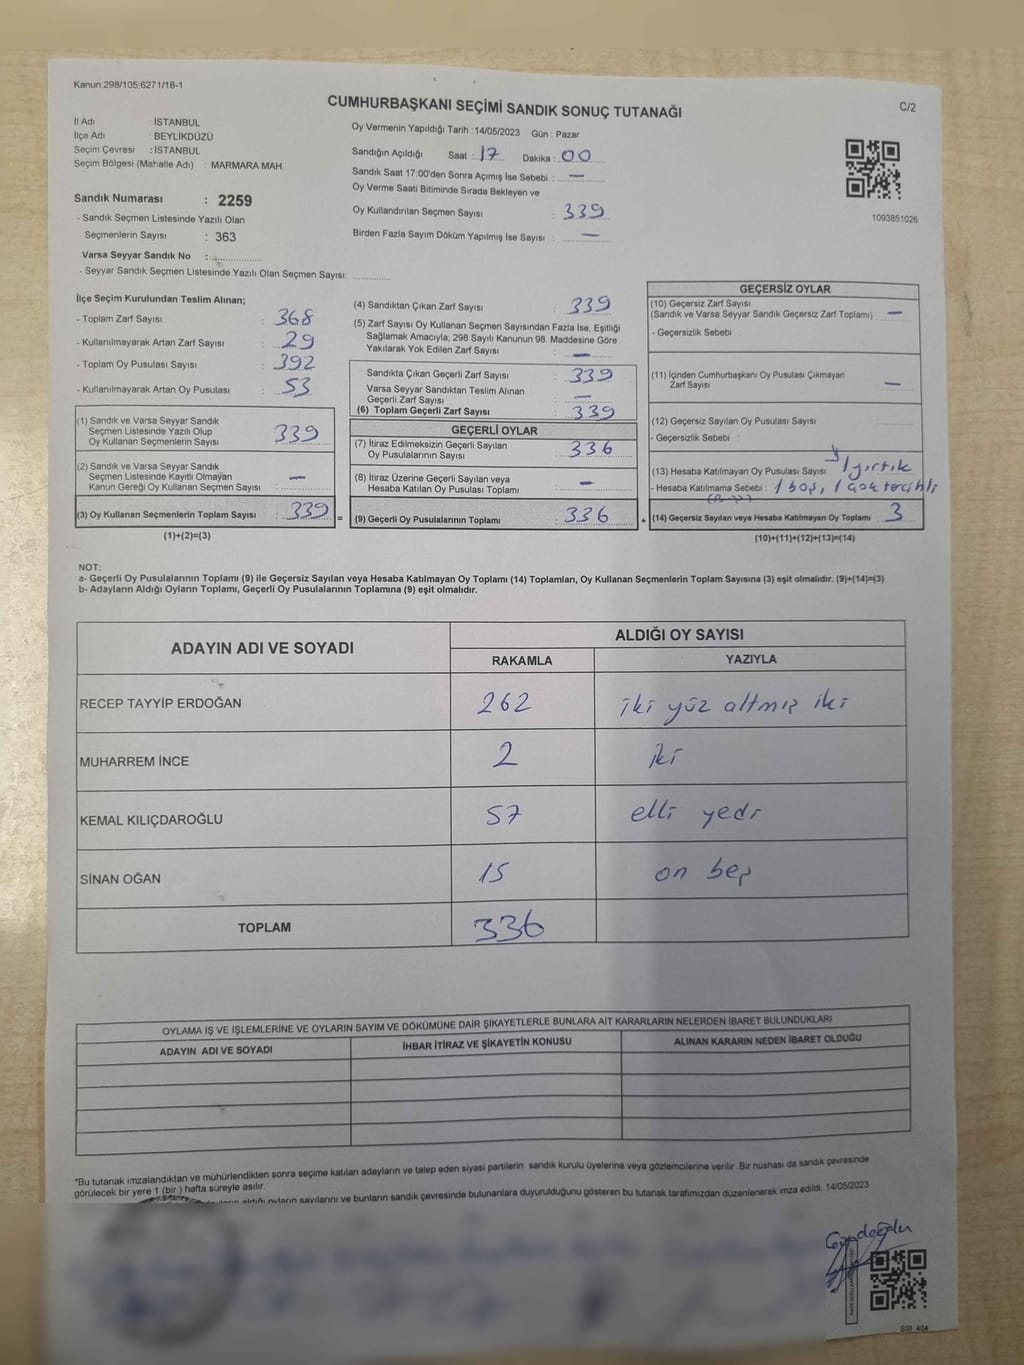 Kanun:298/105:6271/18-1
CUMHURBAŞKANI SEÇİMİ SANDIK SONUÇ TUTANAĞI
C/2
İl Adı : İSTANBUL
İlçe Adı : BEYLİKDÜZÜ
Seçim Çevresi : İSTANBUL
Seçim Bölgesi (Mahalle Adı) : MARMARA MAH.
Sandık Numarası : 2259
- Sandık Seçmen Listesinde Yazılı Olan
Seçmenlerin Sayısı : 363
Varsa Seyyar Sandık No :
- Seyyar Sandık Seçmen Listesinde Yazılı Olan Seçmen Sayısı:
Oy Vermenin Yapıldığı Tarih :14/05/2023 Gün : Pazar
Sandığın Açıldığı Saat : 17 Dakika : 00
Sandık Saat 17:00'den Sonra Açımış İse Sebebi : —
Oy Verme Saati Bitiminde Sırada Bekleyen ve
Oy Kullandırılan Seçmen Sayısı : 339
Birden Fazla Sayım Döküm Yapılmış İse Sayısı : —
1093851026
İlçe Seçim Kurulundan Teslim Alınan;
- Toplam Zarf Sayısı : 368
- Kullanılmayarak Artan Zarf Sayısı : 29
- Toplam Oy Pusulası Sayısı : 392
- Kullanılmayarak Artan Oy Pusulası : 53
(1) Sandık ve Varsa Seyyar Sandık
Seçmen Listesinde Yazılı Olup
Oy Kullanan Seçmenlerin Sayısı 339
(2) Sandık ve Varsa Seyyar Sandık
Seçmen Listesinde Kayıtlı Olmayan
Kanun Gereği Oy Kullanan Seçmen Sayısı : —
(3) Oy Kullanan Seçmenlerin Toplam Sayısı : 339 =
(1)+(2)=(3)
(4) Sandıktan Çıkan Zarf Sayısı : 339
(5) Zarf Sayısı Oy Kullanan Seçmen Sayısından Fazla İse, Eşitliği
Sağlamak Amacıyla; 298 Sayılı Kanunun 98. Maddesine Göre
Yakılarak Yok Edilen Zarf Sayısı : —
Sandıkta Çıkan Geçerli Zarf Sayısı : 339
Varsa Seyyar Sandıktan Teslim Alınan
Geçerli Zarf Sayısı : —
(6) Toplam Geçerli Zarf Sayısı : 339
GEÇERLİ OYLAR
(7) İtiraz Edilmeksizin Geçerli Sayılan
Oy Pusulalarının Sayısı : 336
(8) İtiraz Üzerine Geçerli Sayılan veya
Hesaba Katılan Oy Pusulası Toplamı : —
(9) Geçerli Oy Pusulalarının Toplamı : 336 +
GEÇERSİZ OYLAR
(10) Geçersiz Zarf Sayısı
(Sandık ve Varsa Seyyar Sandık Geçersiz Zarf Toplamı) : —
- Geçersizlik Sebebi :
(11) İçinden Cumhurbaşkanı Oy Pusulası Çıkmayan
Zarf Sayısı : —
(12) Geçersiz Sayılan Oy Pusulası Sayısı :
- Geçersizlik Sebebi :
(13) Hesaba Katılmayan Oy Pusulası Sayısı 1 yırtık
- Hesaba Katılmama Sebebi : 1 boş, 1 çok tercihli
(14) Geçersiz Sayılan veya Hesaba Katılmayan Oy Toplamı : 3
(10)+(11)+(12)+(13)=(14)
NOT:
a- Geçerli Oy Pusulalarının Toplamı (9) ile Geçersiz Sayılan veya Hesaba Katılmayan Oy Toplamı (14) Toplamları, Oy Kullanan Seçmenlerin Toplam Sayısına (3) eşit olmalıdır. (9)+(14)=(3)
b- Adayların Aldığı Oyların Toplamı, Geçerli Oy Pusulalarının Toplamına (9) eşit olmalıdır.
ADAYIN ADI VE SOYADI ALDIĞI OY SAYISI
RAKAMLA YAZIYLA
RECEP TAYYİP ERDOĞAN 262 iki yüz altmış iki
MUHARREM İNCE 2 iki
KEMAL KILIÇDAROĞLU 57 elli yedi
SİNAN OĞAN 15 on beş
TOPLAM 336
OYLAMA İŞ VE İŞLEMLERİNE VE OYLARIN SAYIM VE DÖKÜMÜNE DAİR ŞİKAYETLERLE BUNLARA AİT KARARLARIN NELERDEN İBARET BULUNDUKLARI
ADAYIN ADI VE SOYADI İHBAR İTİRAZ VE ŞİKAYETİN KONUSU ALINAN KARARIN NEDEN İBARET OLDUĞU
*Bu tutanak imzalandıktan ve mühürlendikten sonra seçime katılan adayların ve talep eden siyasi partilerin sandık kurulu üyelerine veya gözlemcilerine verilir .Bir nüshası da sandık çevresinde
görülecek bir yere 1 (bir ) hafta süreyle asılır.
aldığı oyların sayılarını ve bunların sandık çevresinde bulunanlara duyurulduğunu gösteren bu tutanak tarafımızdan düzenlenerek imza edildi. 14/05/2023
SSI 404